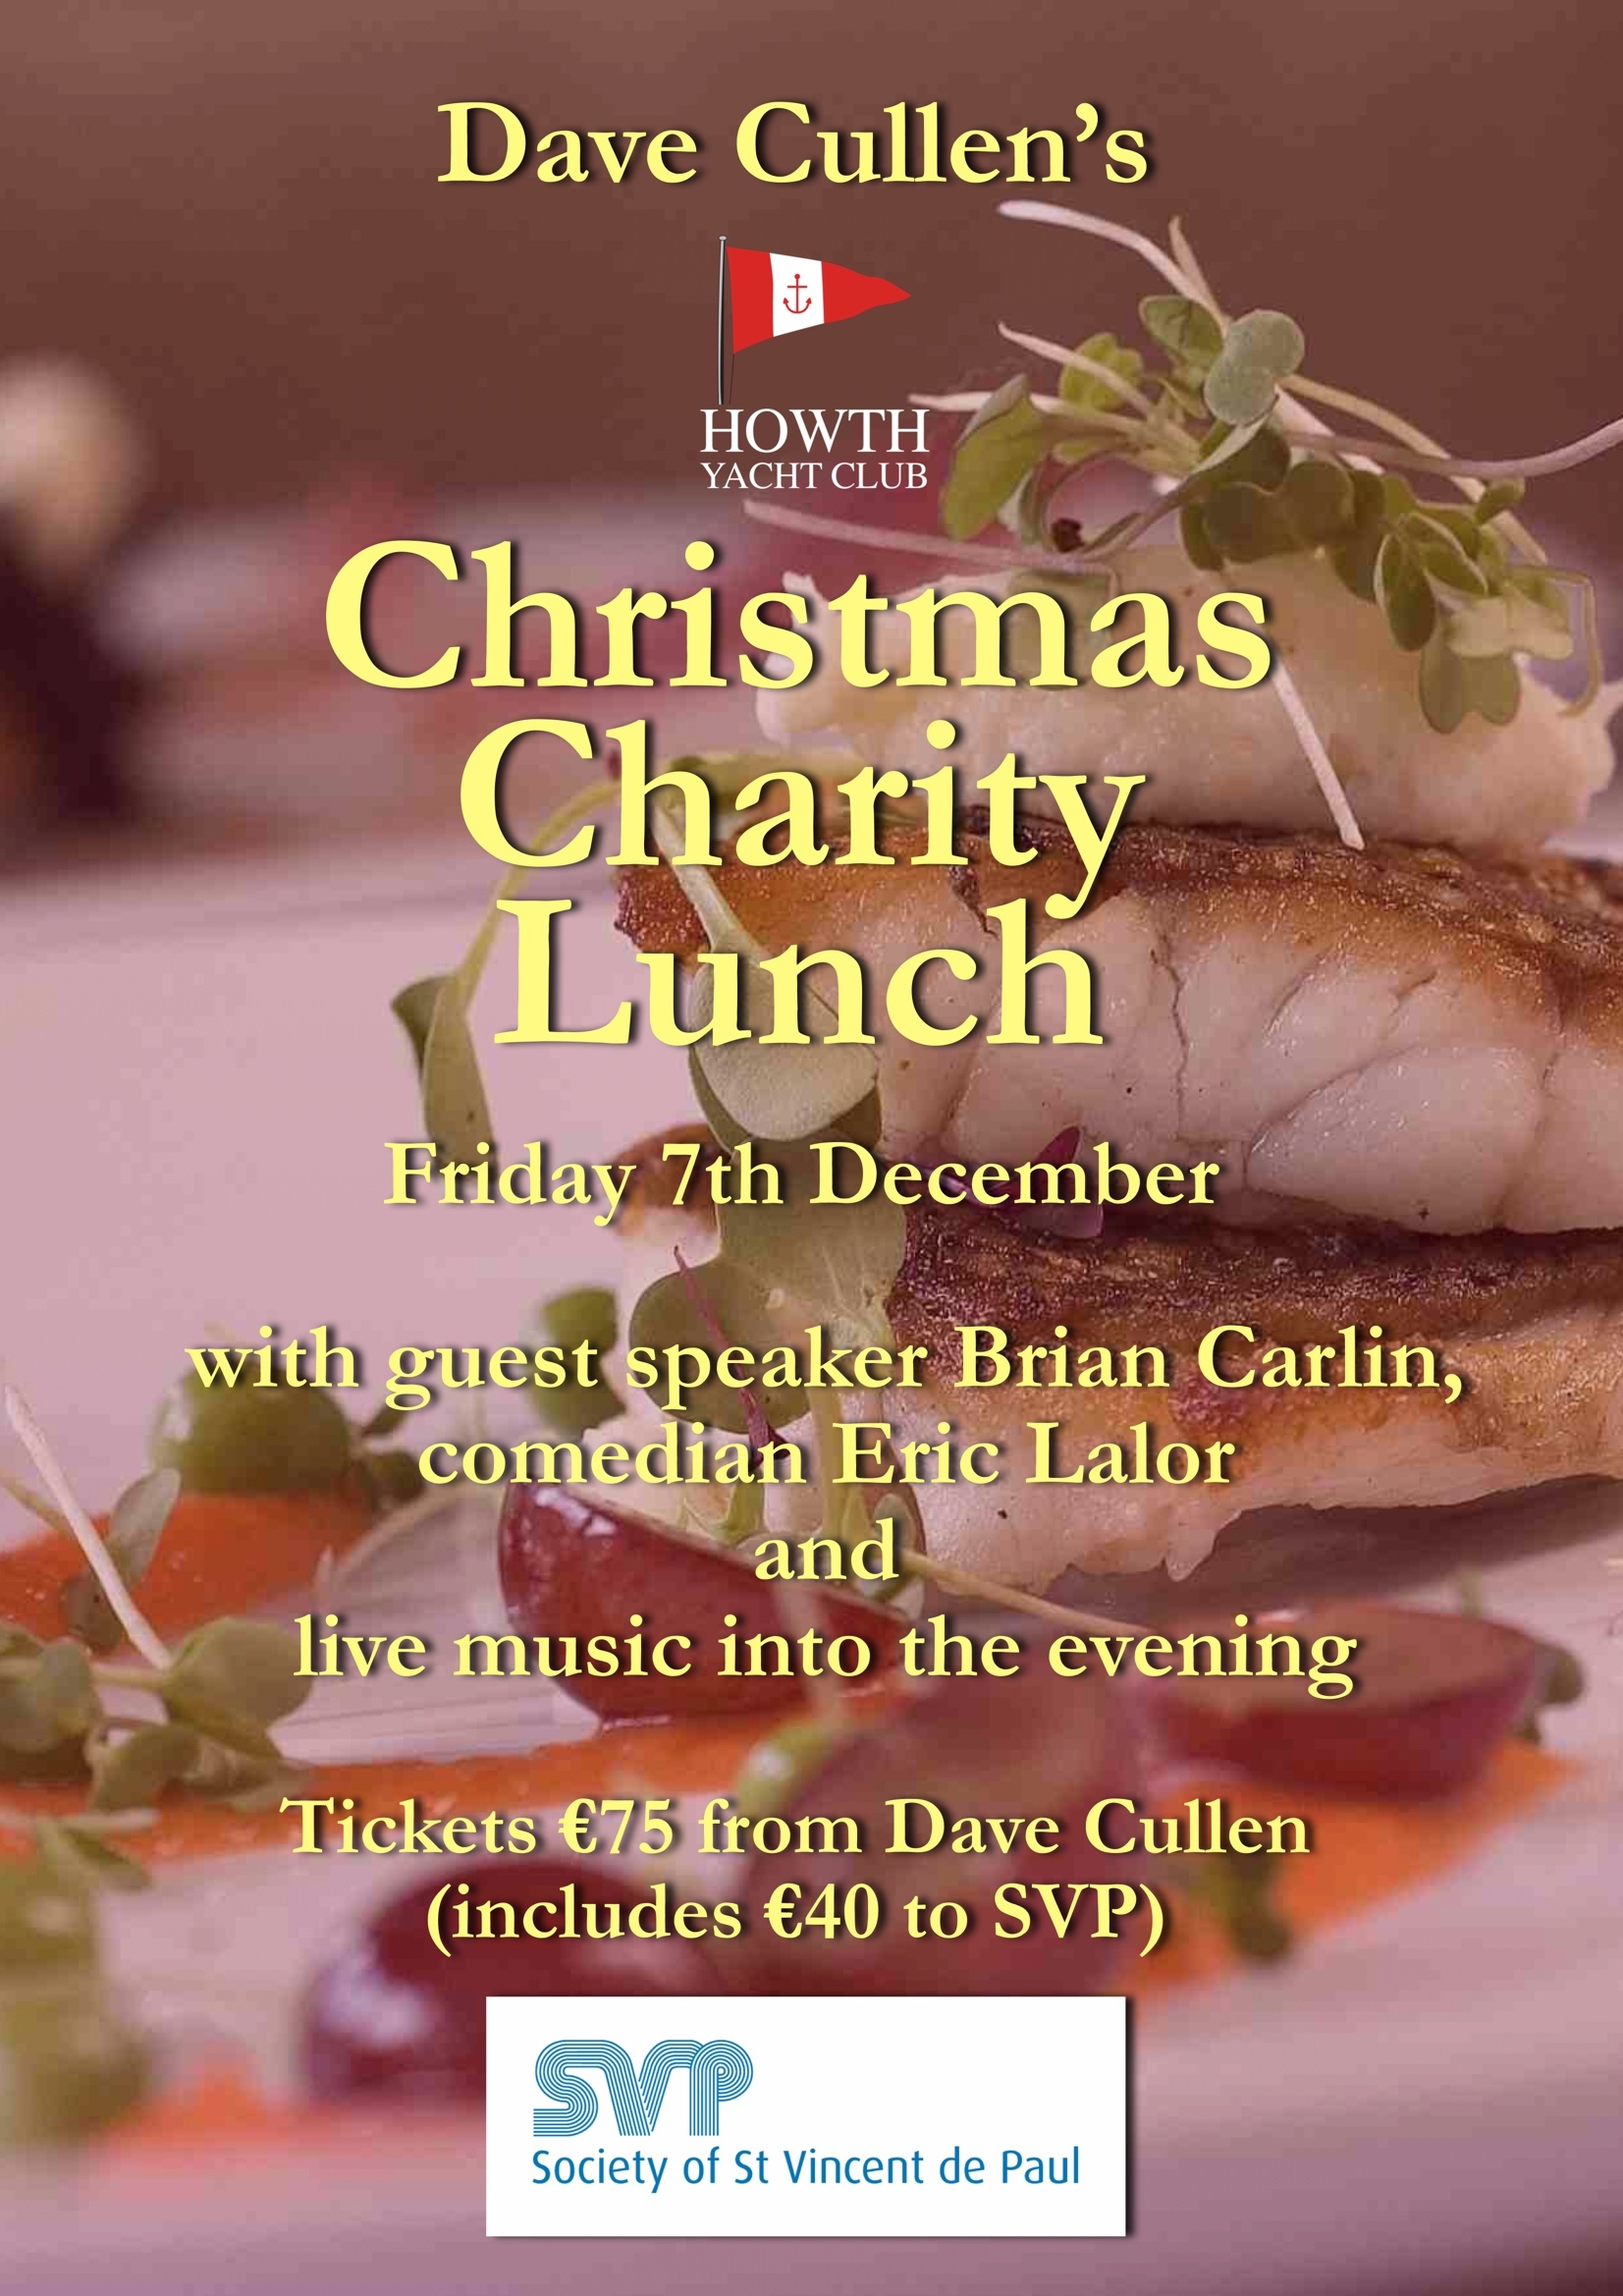 Dave Cullen’s
HOWTH
YACHT CLUB
Christmas
Charity
Lunch
Friday 7th December
with guest speaker Brian Carlin,
comedian Eric Lalor
and
live music into the evening
Tickets €75 from Dave Cullen
(includes €40 to SVP)
SVP
Society of St Vincent de Paul